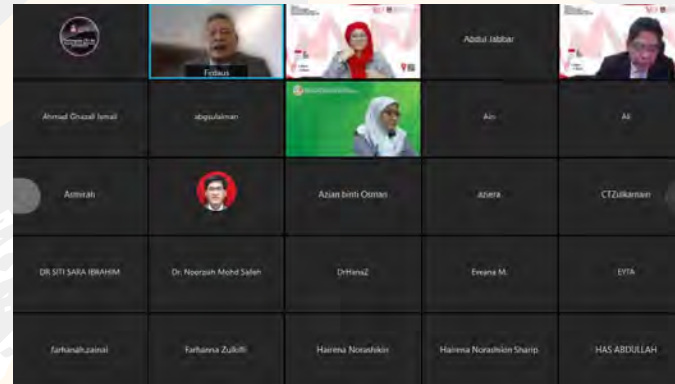 Firdaus
Abdul Jabbar
Ahmad Ghazali Ismail
abgsulaiman
Ain
Ali
Asmirah
Azian binti Osman
aziera
CTZulkarnain
DR SITI SARA IBRAHIM
Dr. Noorzah Mohd Salleh
DrHanaZ
Eveana M.
EYTA
farhanah.zainal
Farhanna Zulkifli
Hairena Norashikin
Hairena Norashikin Sharip
HAS ABDULLAH